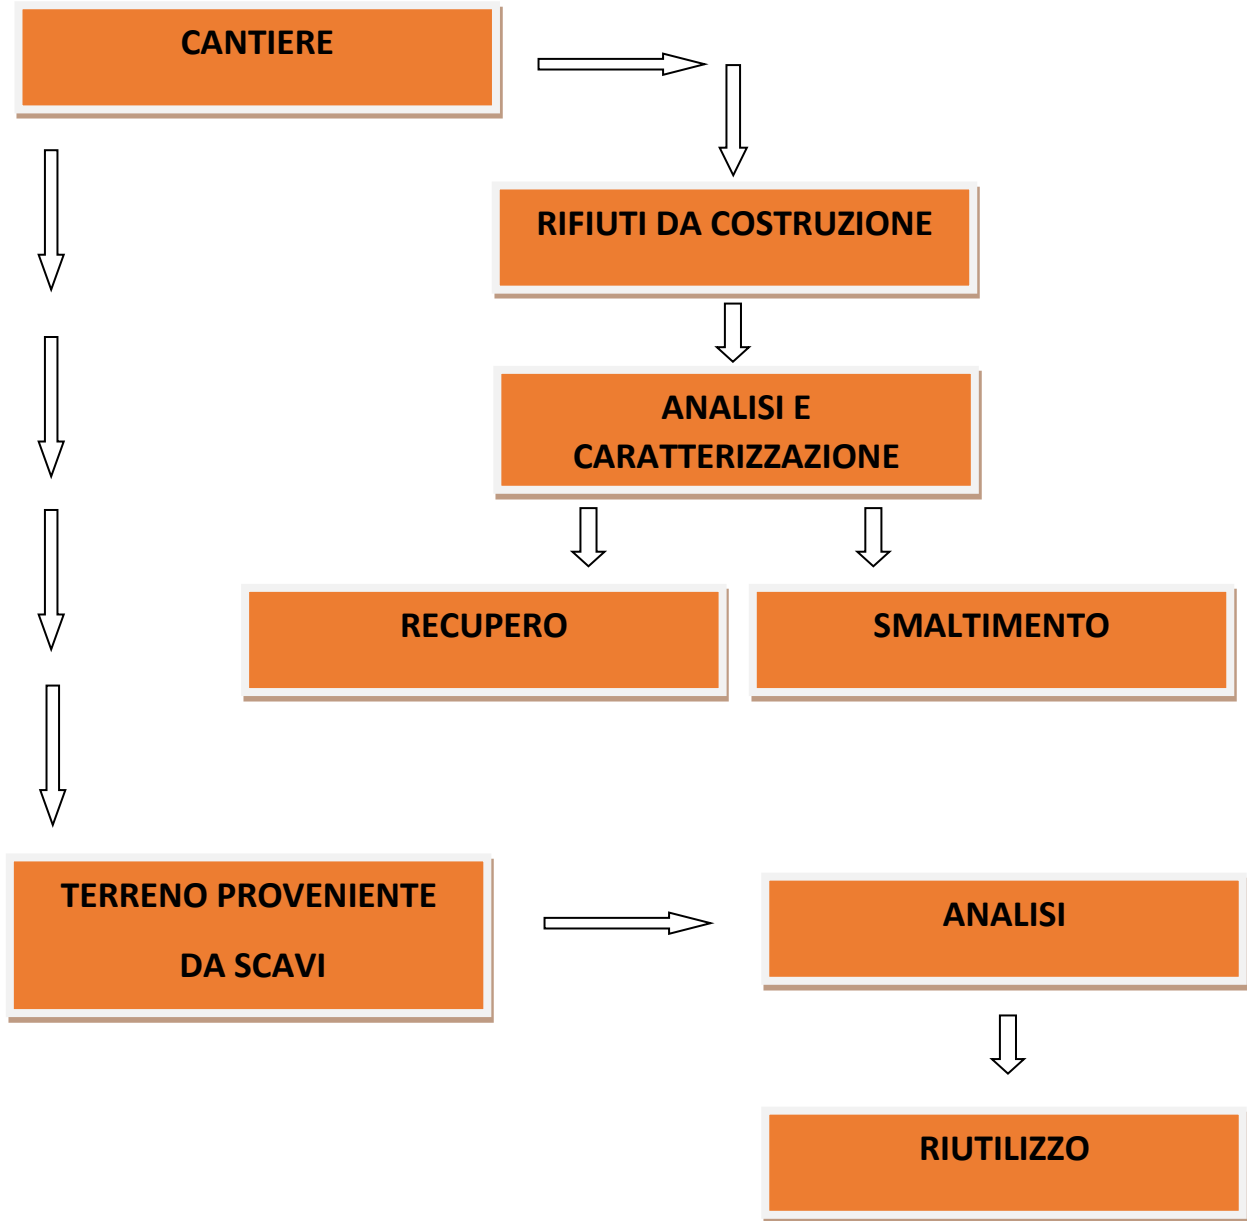 CANTIERE
RIFIUTI DA COSTRUZIONE
ANALISI E
CARATTERIZZAZIONE
RECUPERO
SMALTIMENTO
TERRENO PROVENIENTE
DA SCAVI
ANALISI
RIUTILIZZO